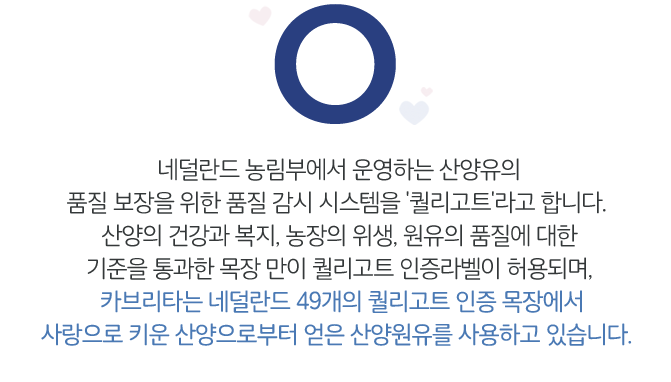 네덜란드 농림부에서 운영하는 산양유의
품질 보장을 위한 품질 감시 시스템을 '퀄리고트'라고 합니다.
산양의 건강과 복지, 농장의 위생, 원유의 품질에 대한
기준을 통과한 목장 만이 퀄리고트 인증라벨이 허용되며,
카브리타는 네덜란드 49개의 퀄리고트 인증 목장에서
사랑으로 키운 산양으로부터 얻은 산양원유를 사용하고 있습니다.